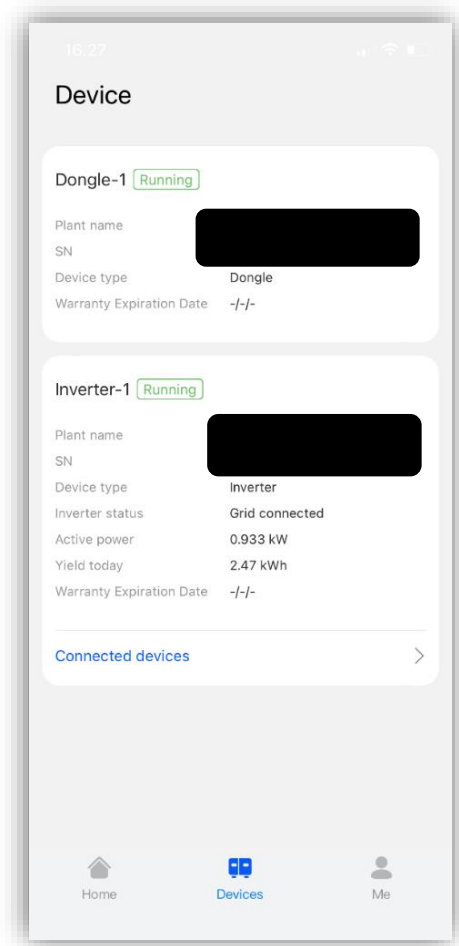 16.27
Device
Dongle-1 Running
Plant name
SN
Device type Dongle
Warranty Expiration Date -/-/-
Inverter-1 Running
Plant name
SN
Device type Inverter
Inverter status Grid connected
Active power 0.933 kW
Yield today 2.47 kWh
Warranty Expiration Date -/-/-
Connected devices
Home Devices Me